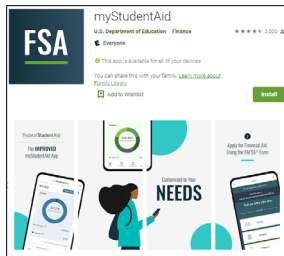 FSA
myStudentAid
U.S. Department of Education Finance
3,000
Everyone
This app is available for all of your devices
You can share this with your family. Learn more about
Family Library
Add to Wishlist
Install
FederalStudentAid
The IMPROVED
myStudentAid App
Customized to Your
NEEDS
Apply for Financial Aid
Using the FAFSA® Form